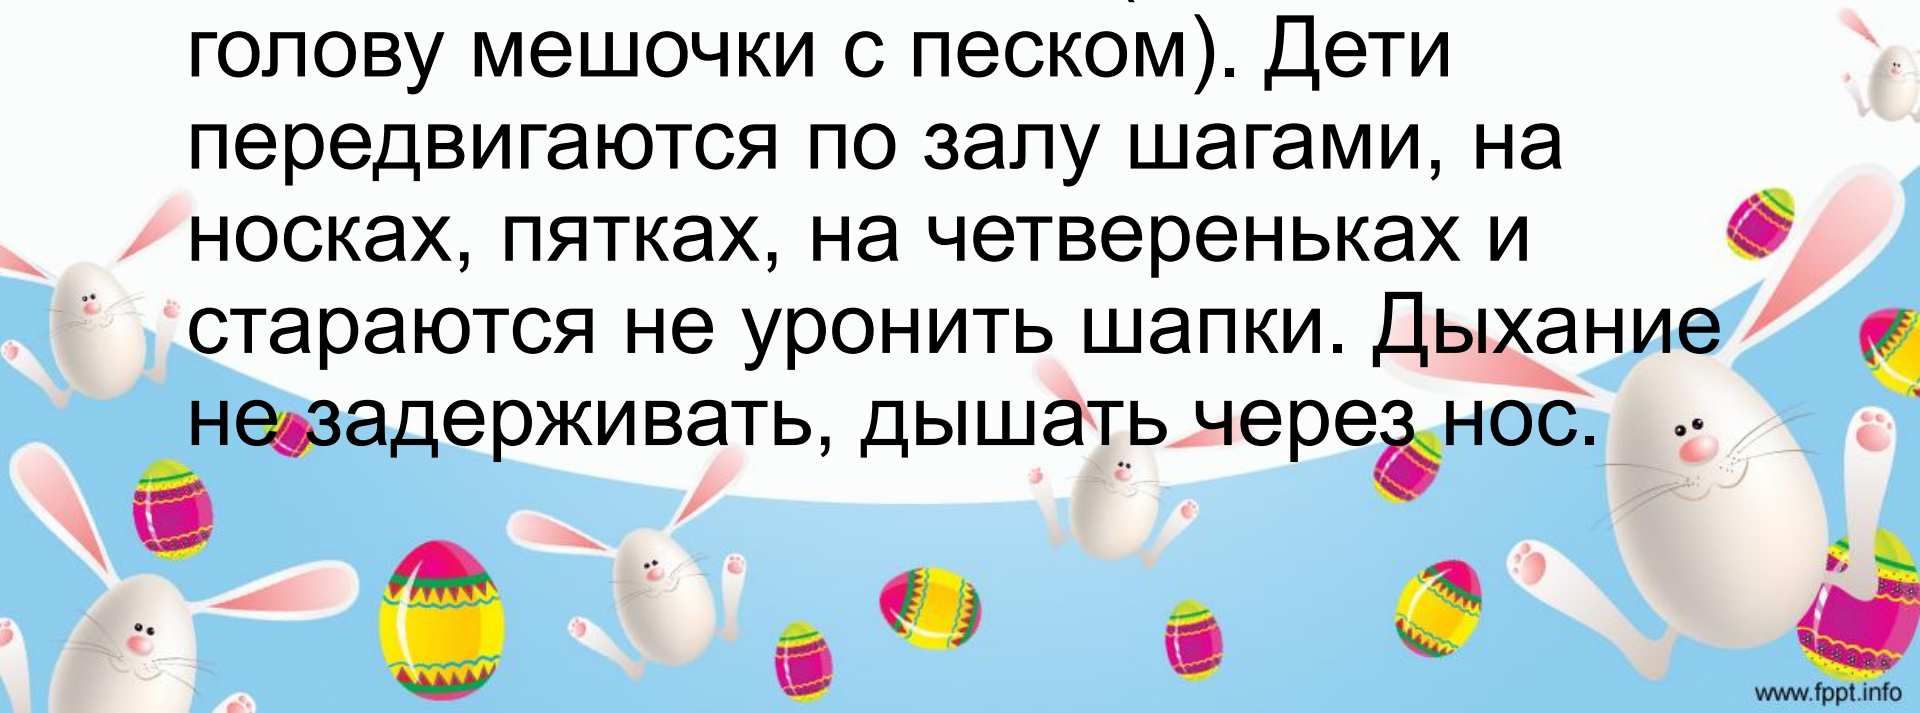 голову мешочки с песком). Дети
передвигаются по залу шагами, на
носках, пятках, на четвереньках и
стараются не уронить шапки. Дыхание
не задерживать, дышать через нос.
www.fppt.info